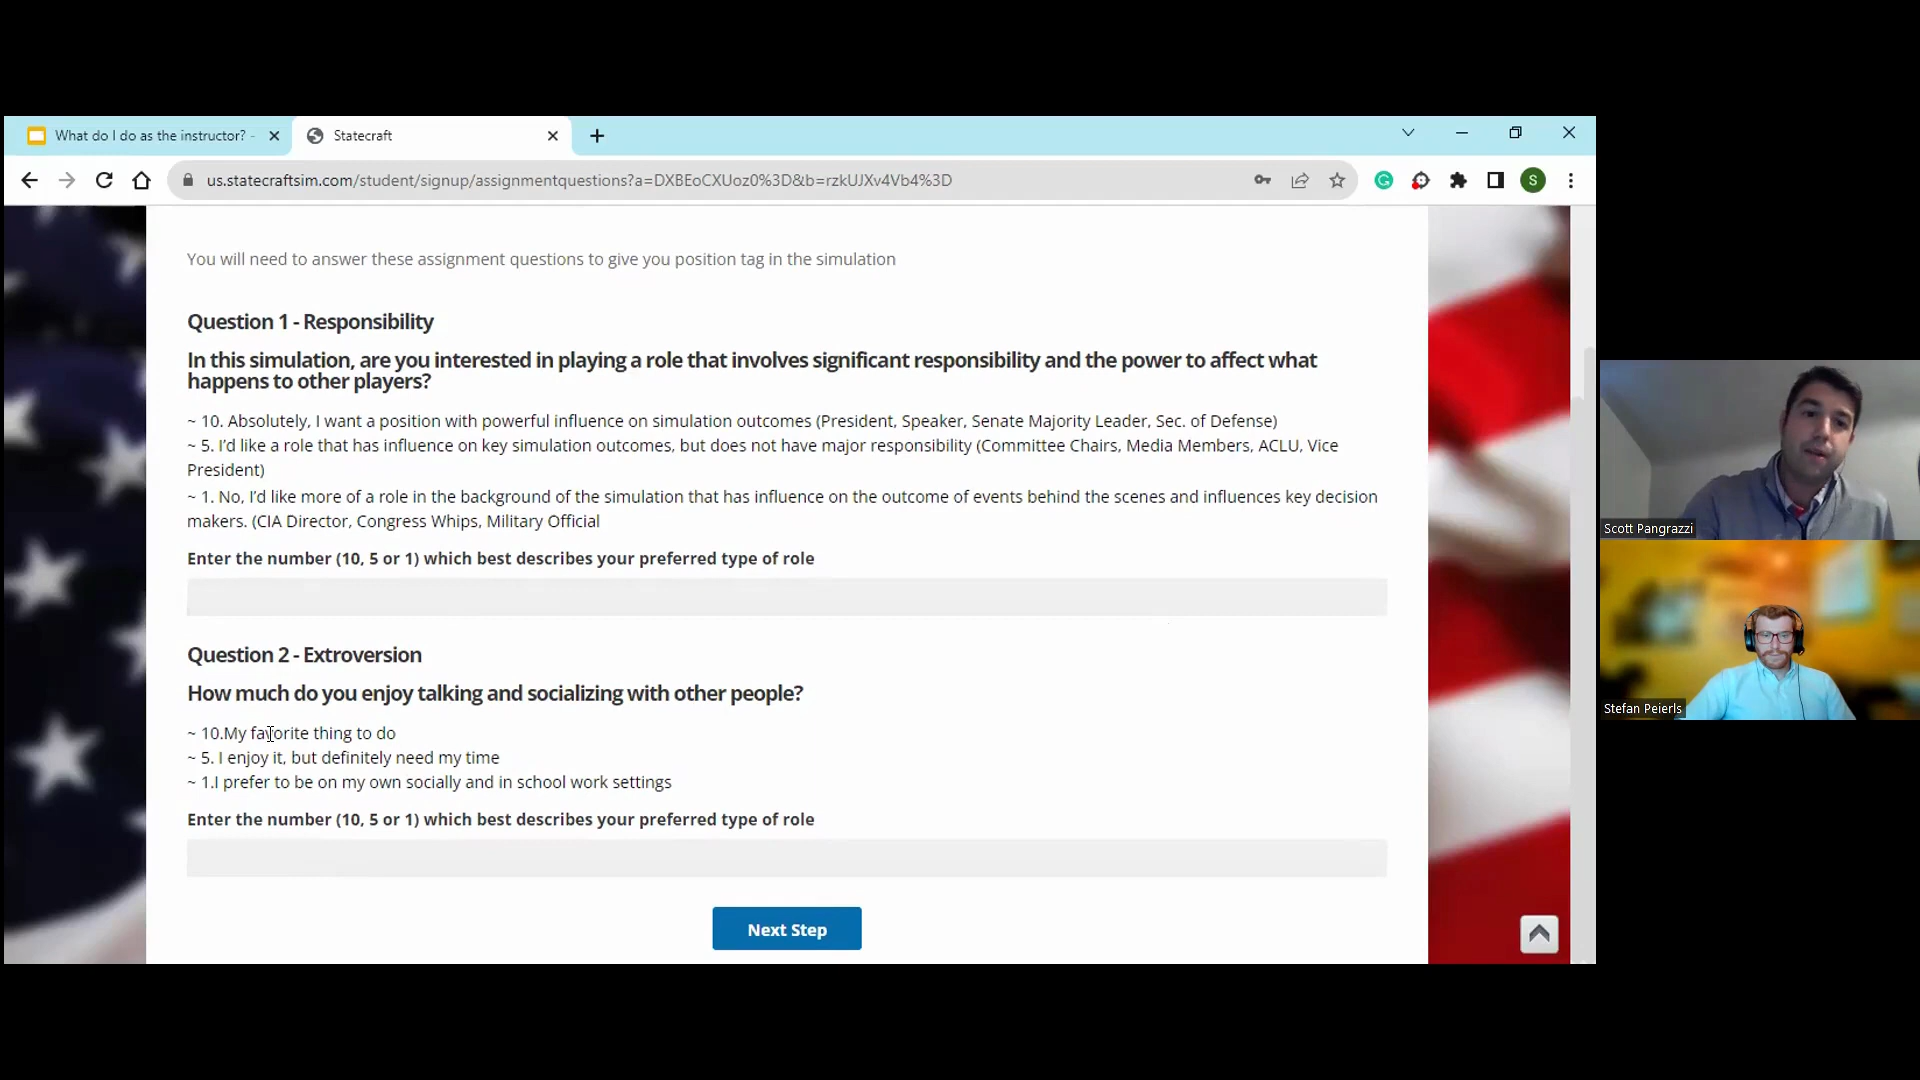 What do I do as the instructor? -
Statecraft
us.statecraftsim.com/student/signup/assignmentquestions?a=DXBEoCXUoz0%3D&b=rzkUJXv4Vb4%3D
S
You will need to answer these assignment questions to give you position tag in the simulation
Question 1 - Responsibility
In this simulation, are you interested in playing a role that involves significant responsibility and the power to affect what
happens to other players?
~ 10. Absolutely, I want a position with powerful influence on simulation outcomes (President, Speaker, Senate Majority Leader, Sec. of Defense)
~ 5. I’d like a role that has influence on key simulation outcomes, but does not have major responsibility (Committee Chairs, Media Members, ACLU, Vice
President)
~ 1. No, I’d like more of a role in the background of the simulation that has influence on the outcome of events behind the scenes and influences key decision
makers. (CIA Director, Congress Whips, Military Official
Enter the number (10, 5 or 1) which best describes your preferred type of role
Question 2 - Extroversion
How much do you enjoy talking and socializing with other people?
~ 10.My favorite thing to do
~ 5. I enjoy it, but definitely need my time
~ 1.I prefer to be on my own socially and in school work settings
Enter the number (10, 5 or 1) which best describes your preferred type of role
Next Step
Scott Pangrazzi
Stefan Peierls